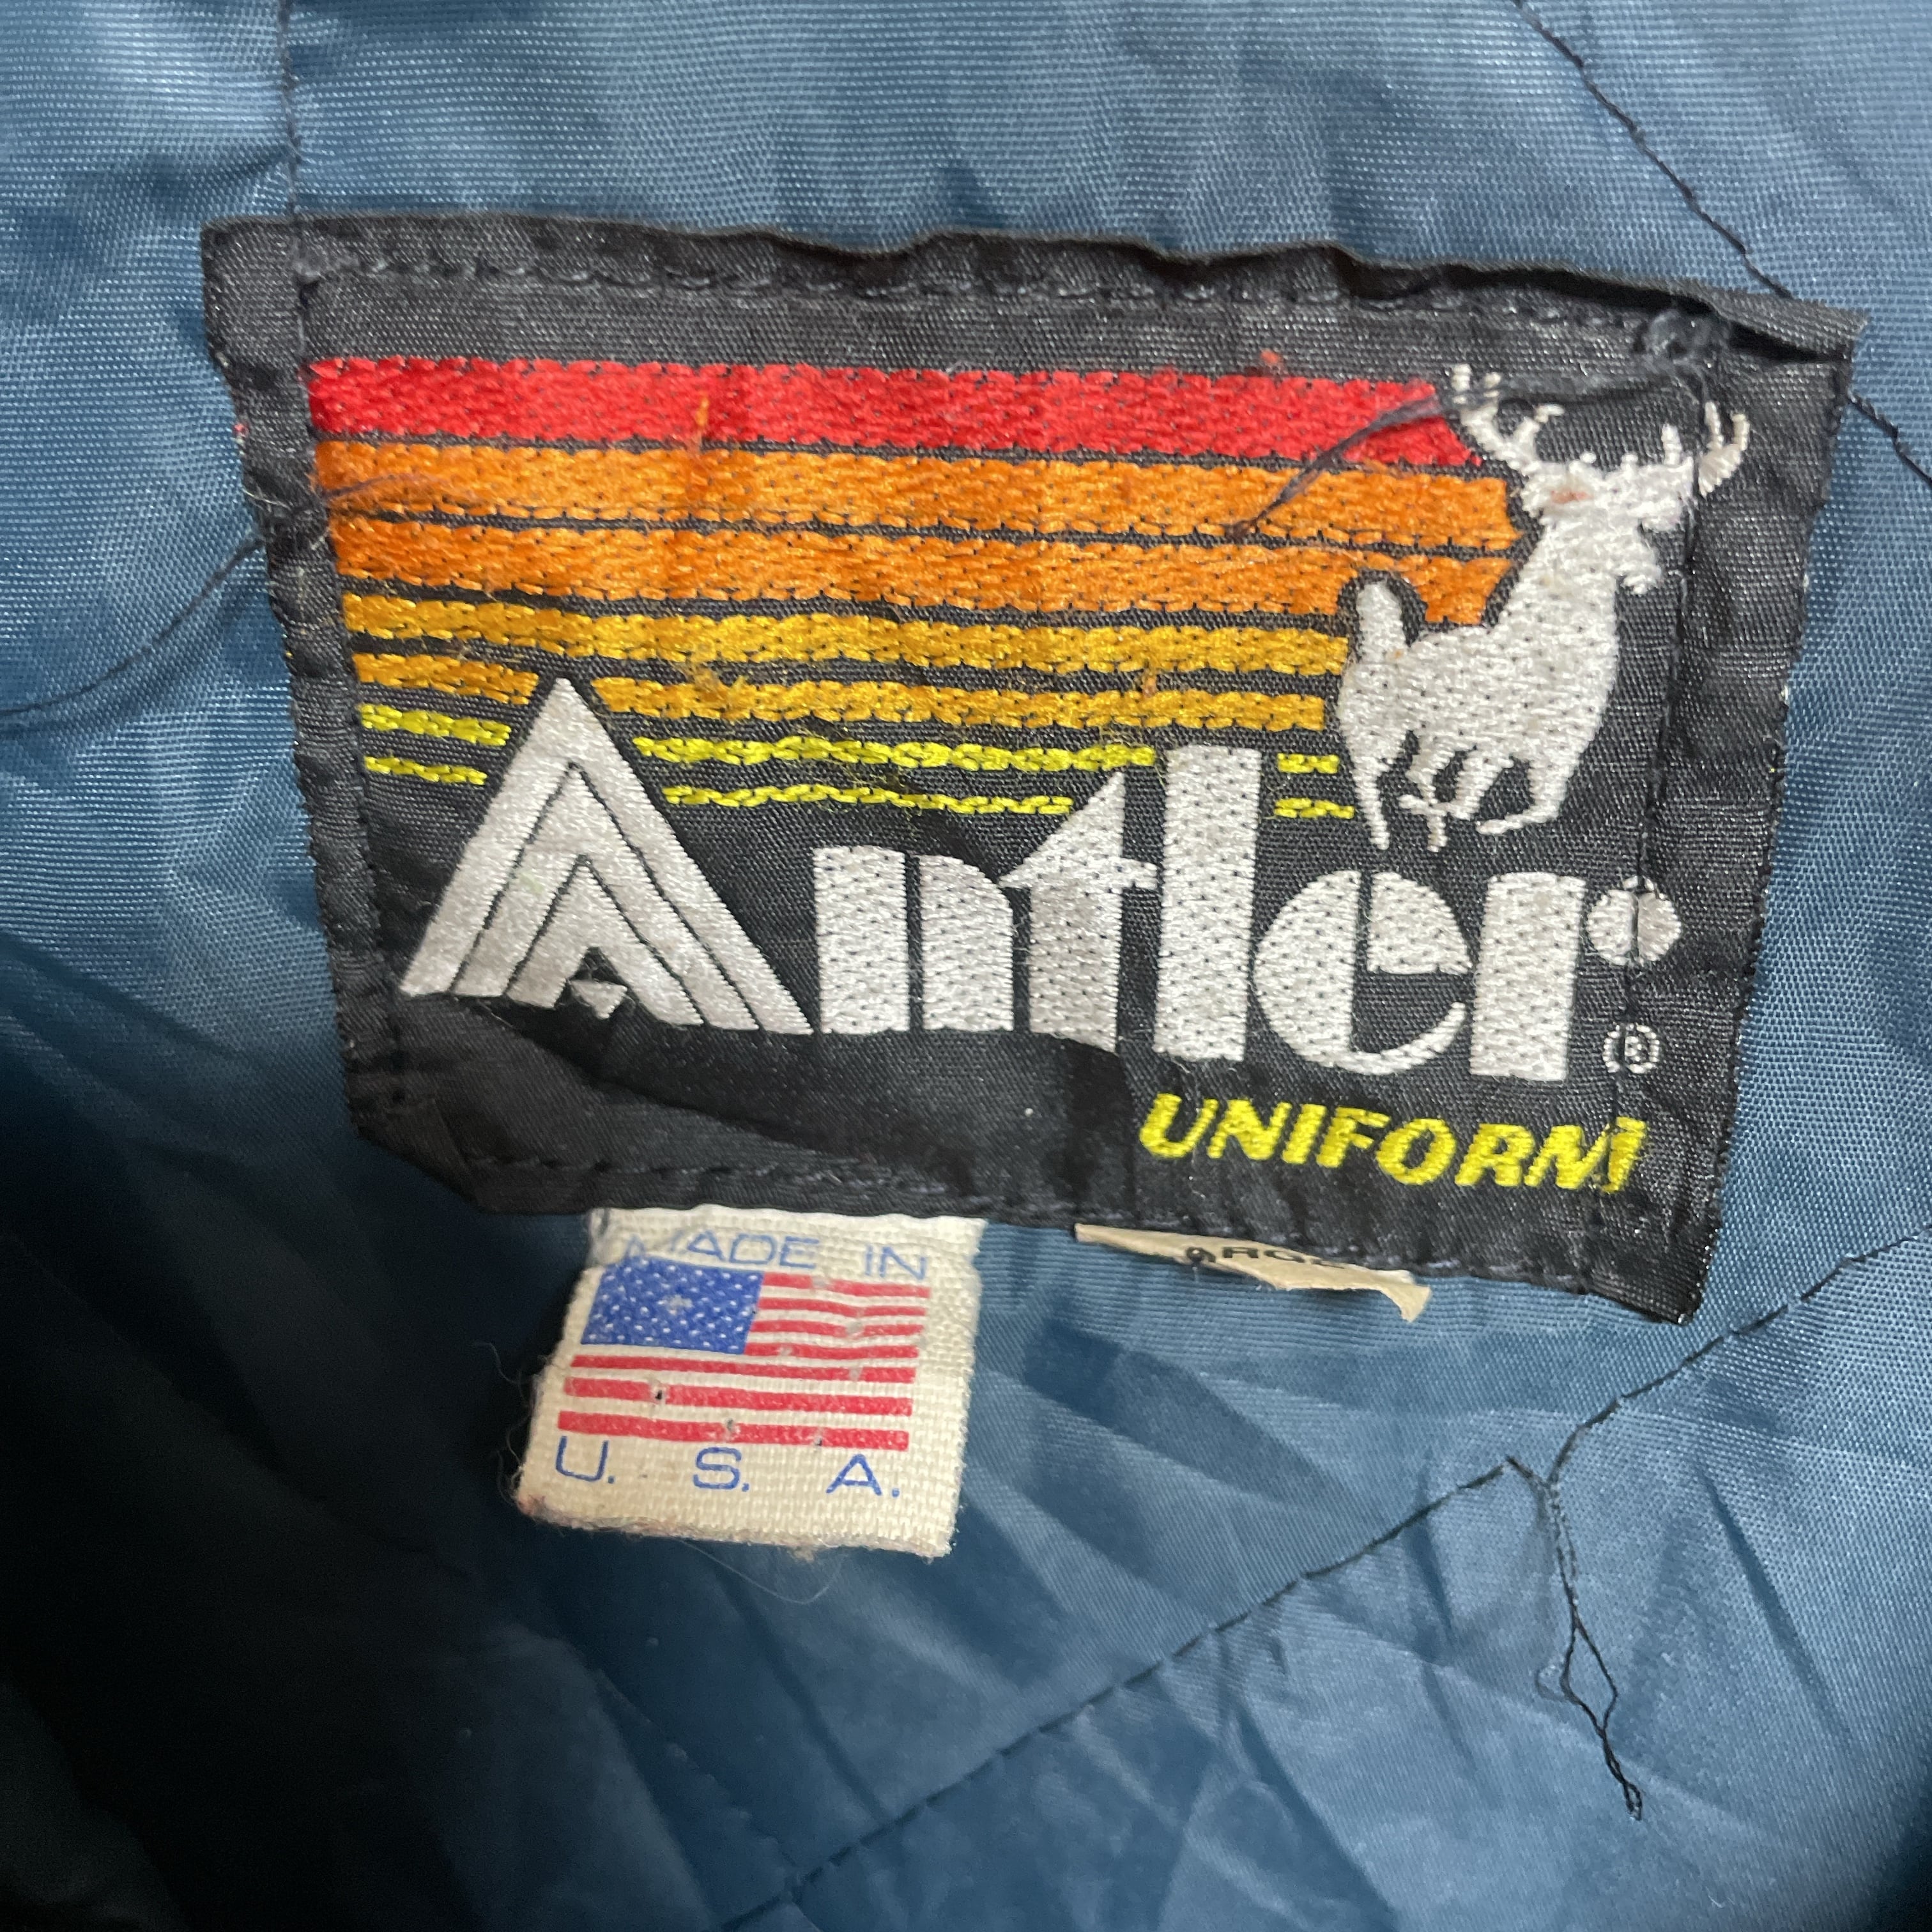 Antler®
UNIFORM
MADE IN
U. S. A.